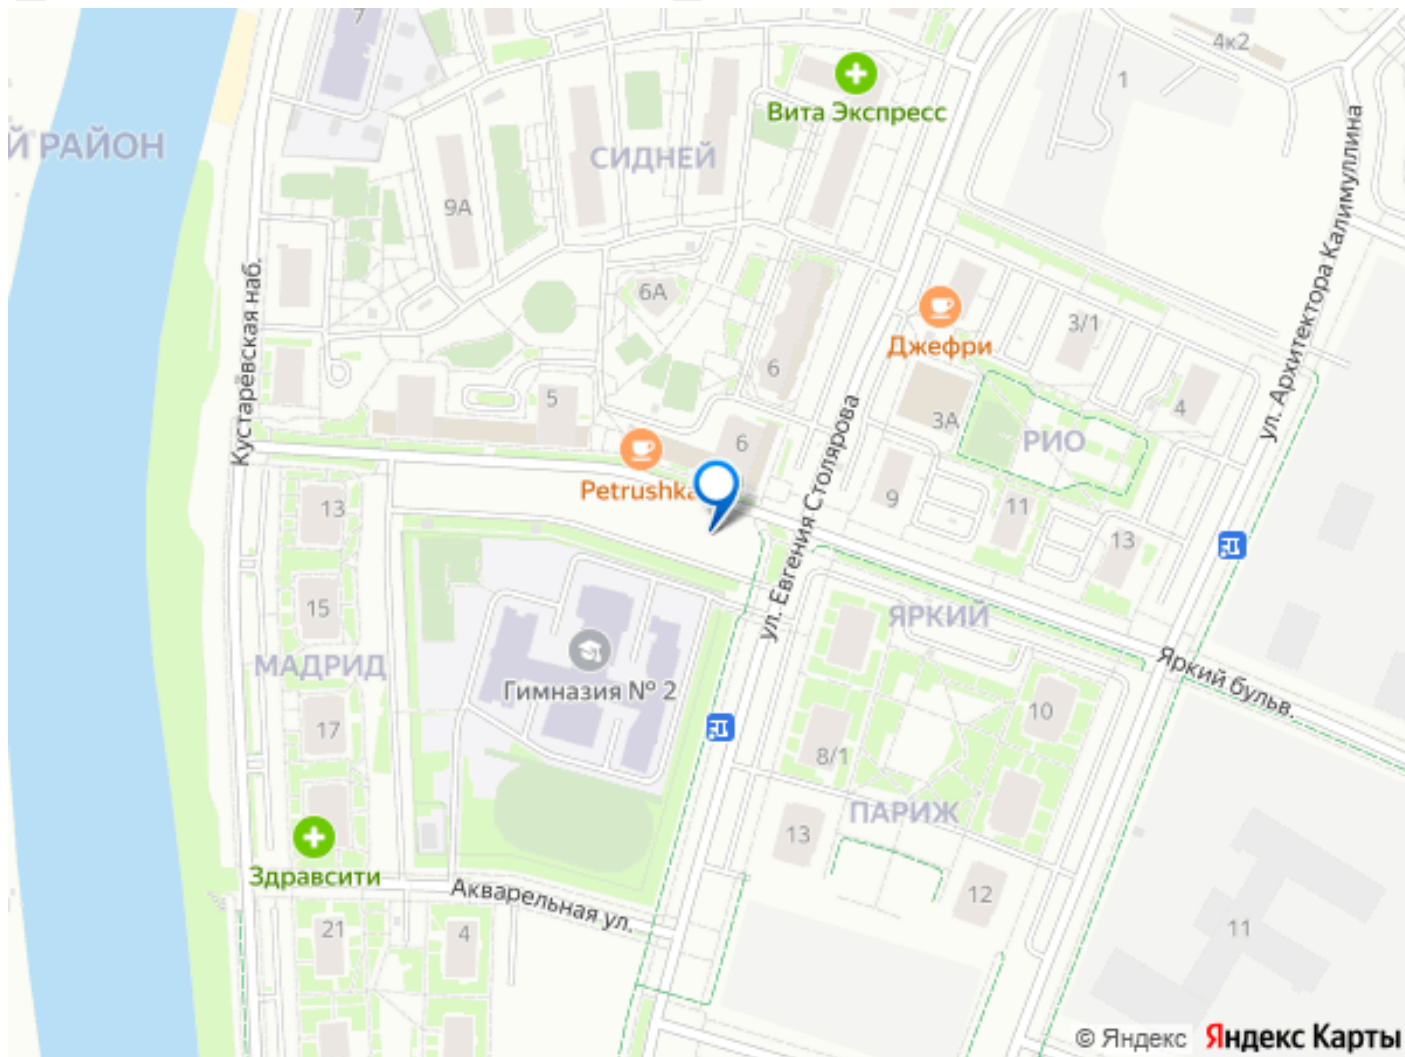 7
4к2
1
Вита Экспресс
Й РАЙОН
СИДНЕЙ
9А
ул. Архитектора Калимуллина
6А
Кустарёвская наб.
3/1
Джефри
6
5
4
3А
РИО
6
ул. Евгения Столярова
Petrushka
9
11
13
13
15
ЯРКИЙ
МАДРИД
Гимназия № 2
Яркий бульв.
17
10
8/1
ПАРИЖ
13
Здравсити
Акварельная ул.
12
21
4
11
© Яндекс Яндекс Карты